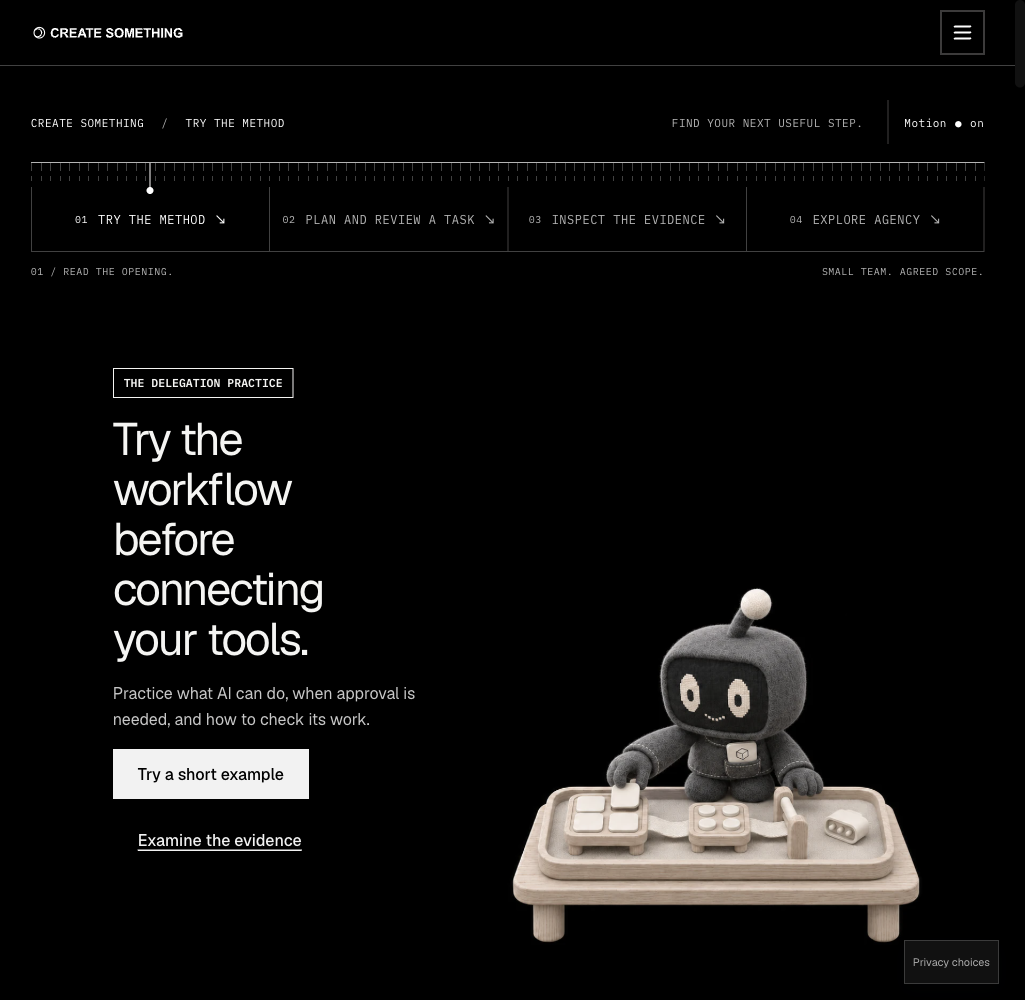 CREATE SOMETHING
CREATE SOMETHING / TRY THE METHOD
FIND YOUR NEXT USEFUL STEP.
Motion ● on
01 TRY THE METHOD ↘
02 PLAN AND REVIEW A TASK ↘
03 INSPECT THE EVIDENCE ↘
04 EXPLORE AGENCY ↘
01 / READ THE OPENING.
SMALL TEAM. AGREED SCOPE.
THE DELEGATION PRACTICE
Try the
workflow
before
connecting
your tools.
Practice what AI can do, when approval is
needed, and how to check its work.
Try a short example
Examine the evidence
Privacy choices